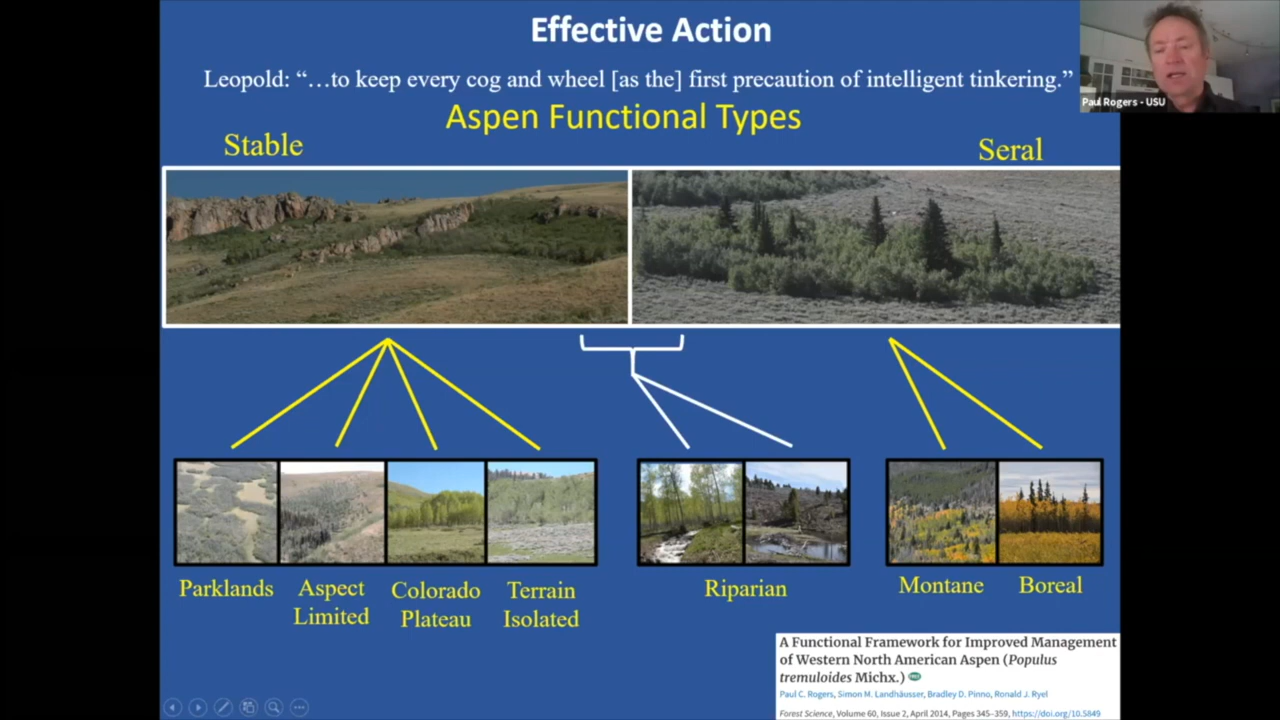 Effective Action
Leopold: “…to keep every cog and wheel [as the] first precaution of intelligent tinkering.”
Paul Rogers - USU
Aspen Functional Types
Stable
Seral
Parklands
Aspect
Limited
Colorado
Plateau
Terrain
Isolated
Riparian
Montane
Boreal
A Functional Framework for Improved Management
of Western North American Aspen (Populus
tremuloides Michx.)
Paul C. Rogers, Simon M. Landhäusser, Bradley D. Pinno, Ronald J. Ryel
Forest Science, Volume 60, Issue 2, April 2014, Pages 345–359, https://doi.org/10.5849